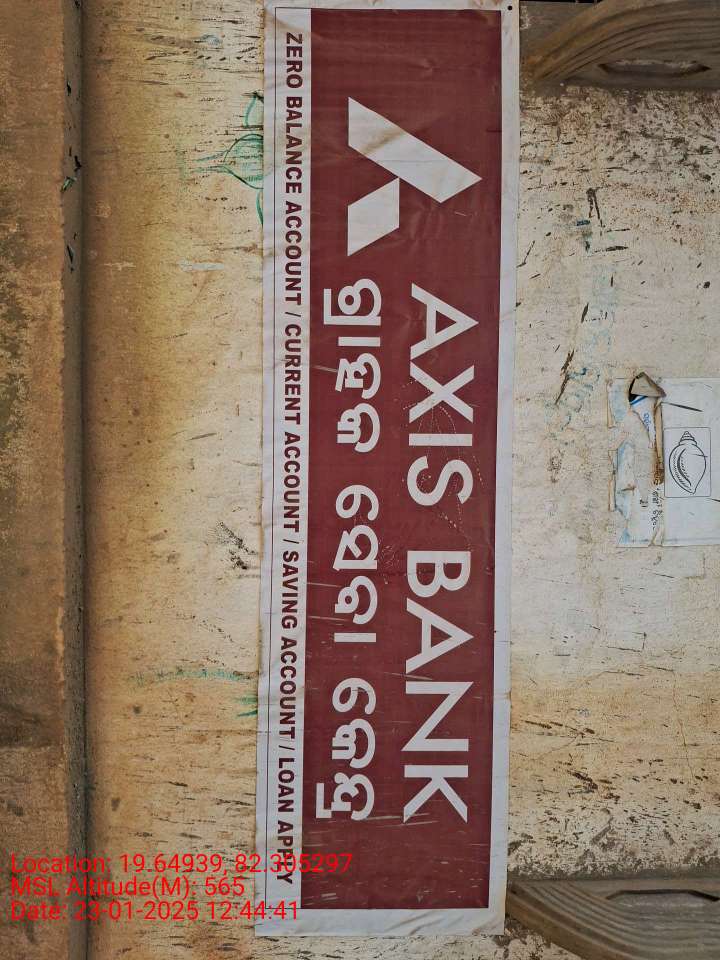 AXIS BANK
ଗ୍ରାହକ ସେବା କେନ୍ଦ୍ର
ZERO BALANCE ACCOUNT / CURRENT ACCOUNT / SAVING ACCOUNT / LOAN APPLY
Location: 19.64939, 82.305297
MSL Altitude(M): 565
Date: 23-01-2025 12:44:41